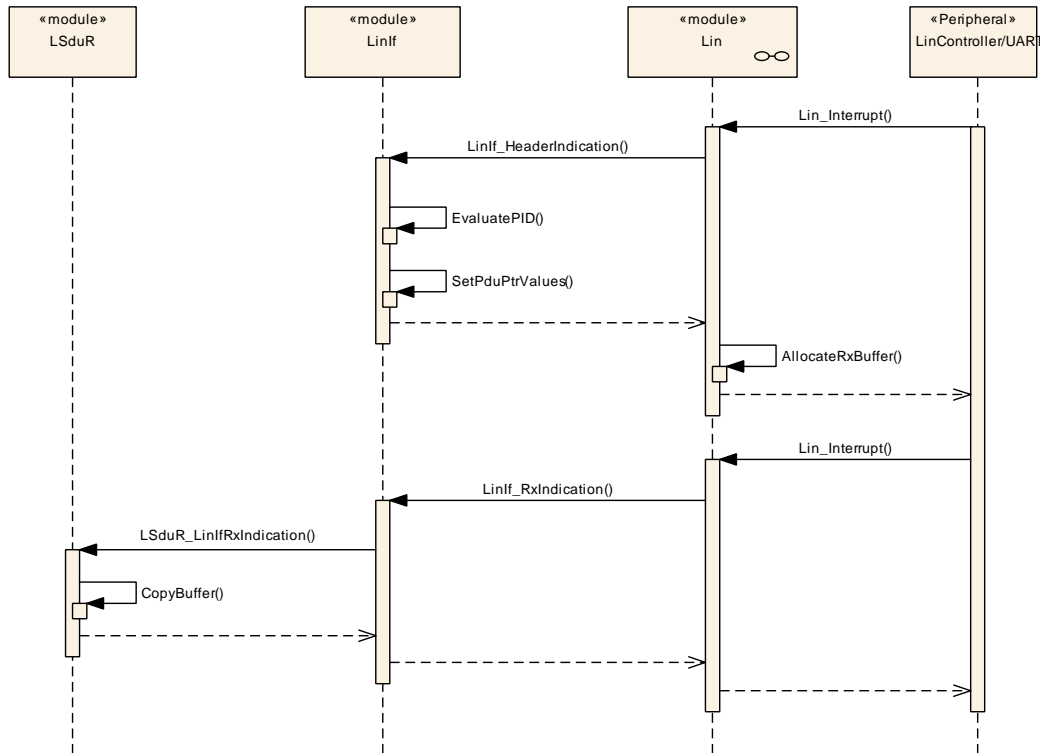 «module»
LSduR
«module»
LinIf
«module»
Lin
«Peripheral»
LinController/UART
Lin_Interrupt()
LinIf_HeaderIndication()
EvaluatePID()
SetPduPtrValues()
AllocateRxBuffer()
Lin_Interrupt()
LinIf_RxIndication()
LSduR_LinIfRxIndication()
CopyBuffer()